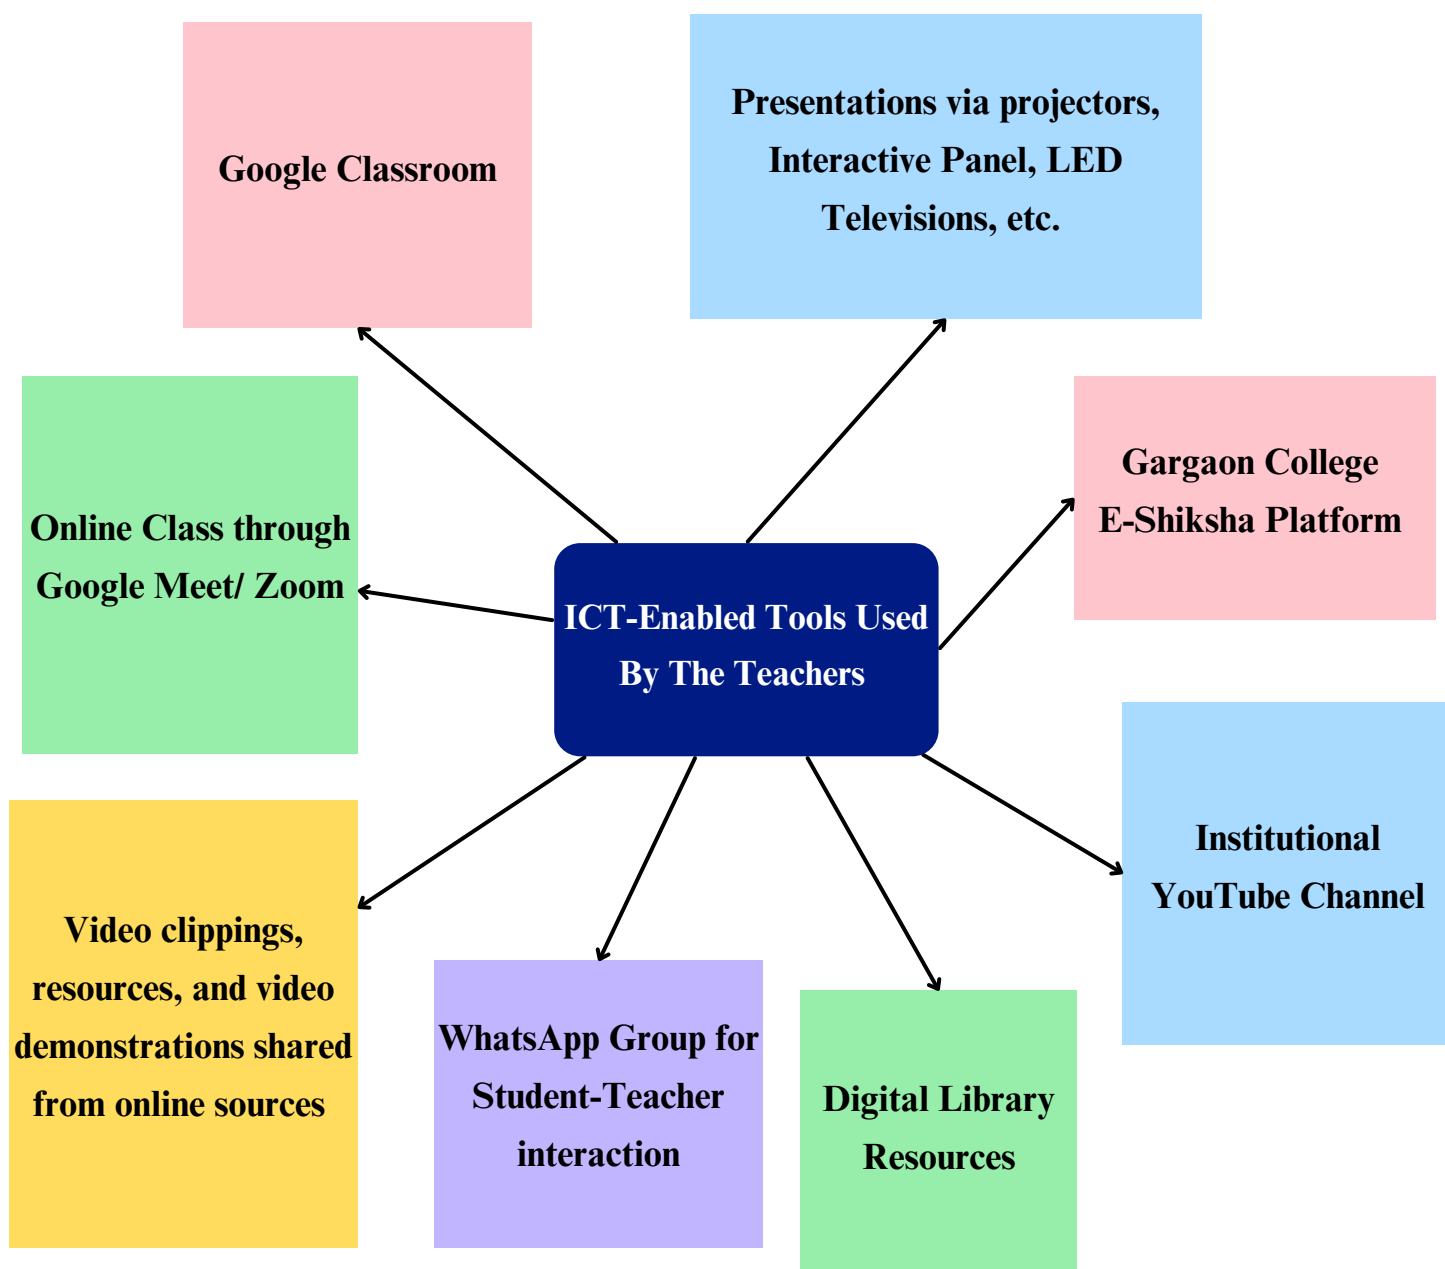 Google Classroom
Presentations via projectors,
Interactive Panel, LED
Televisions, etc.
Gargaon College
E-Shiksha Platform
Online Class through
Google Meet/ Zoom
ICT-Enabled Tools Used
By The Teachers
Institutional
YouTube Channel
Video clippings,
resources, and video
demonstrations shared
from online sources
WhatsApp Group for
Student-Teacher
interaction
Digital Library
Resources